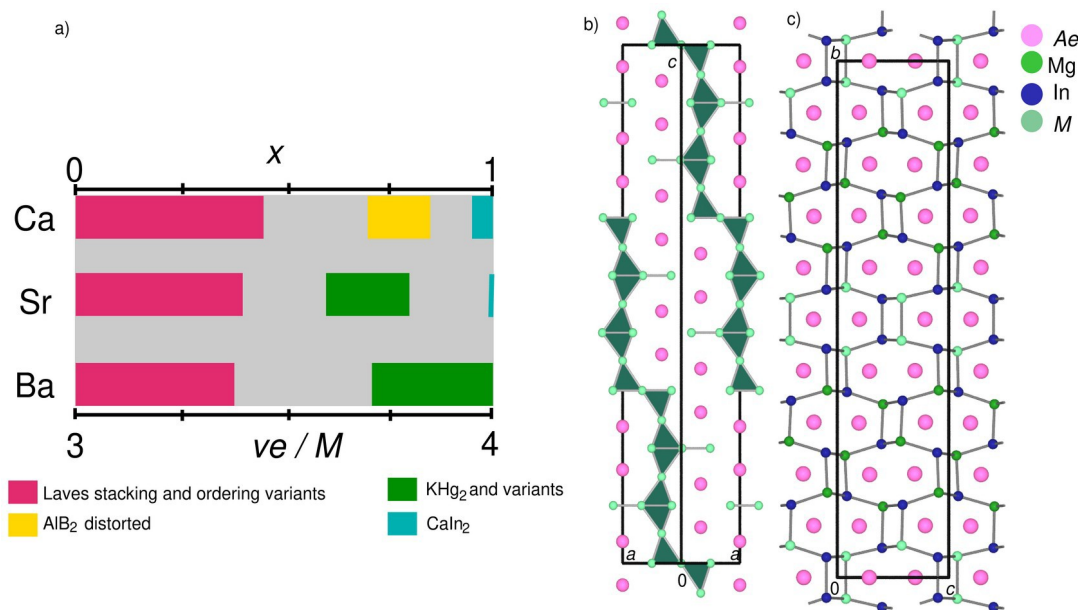 a)
0 x 1
Ca
Sr
Ba
3 ve / M 4
Laves stacking and ordering variants
KHg₂ and variants
AlB₂ distorted
CaIn₂
b)
c
a
0
a
c)
b
0
c
Ae
Mg
In
M